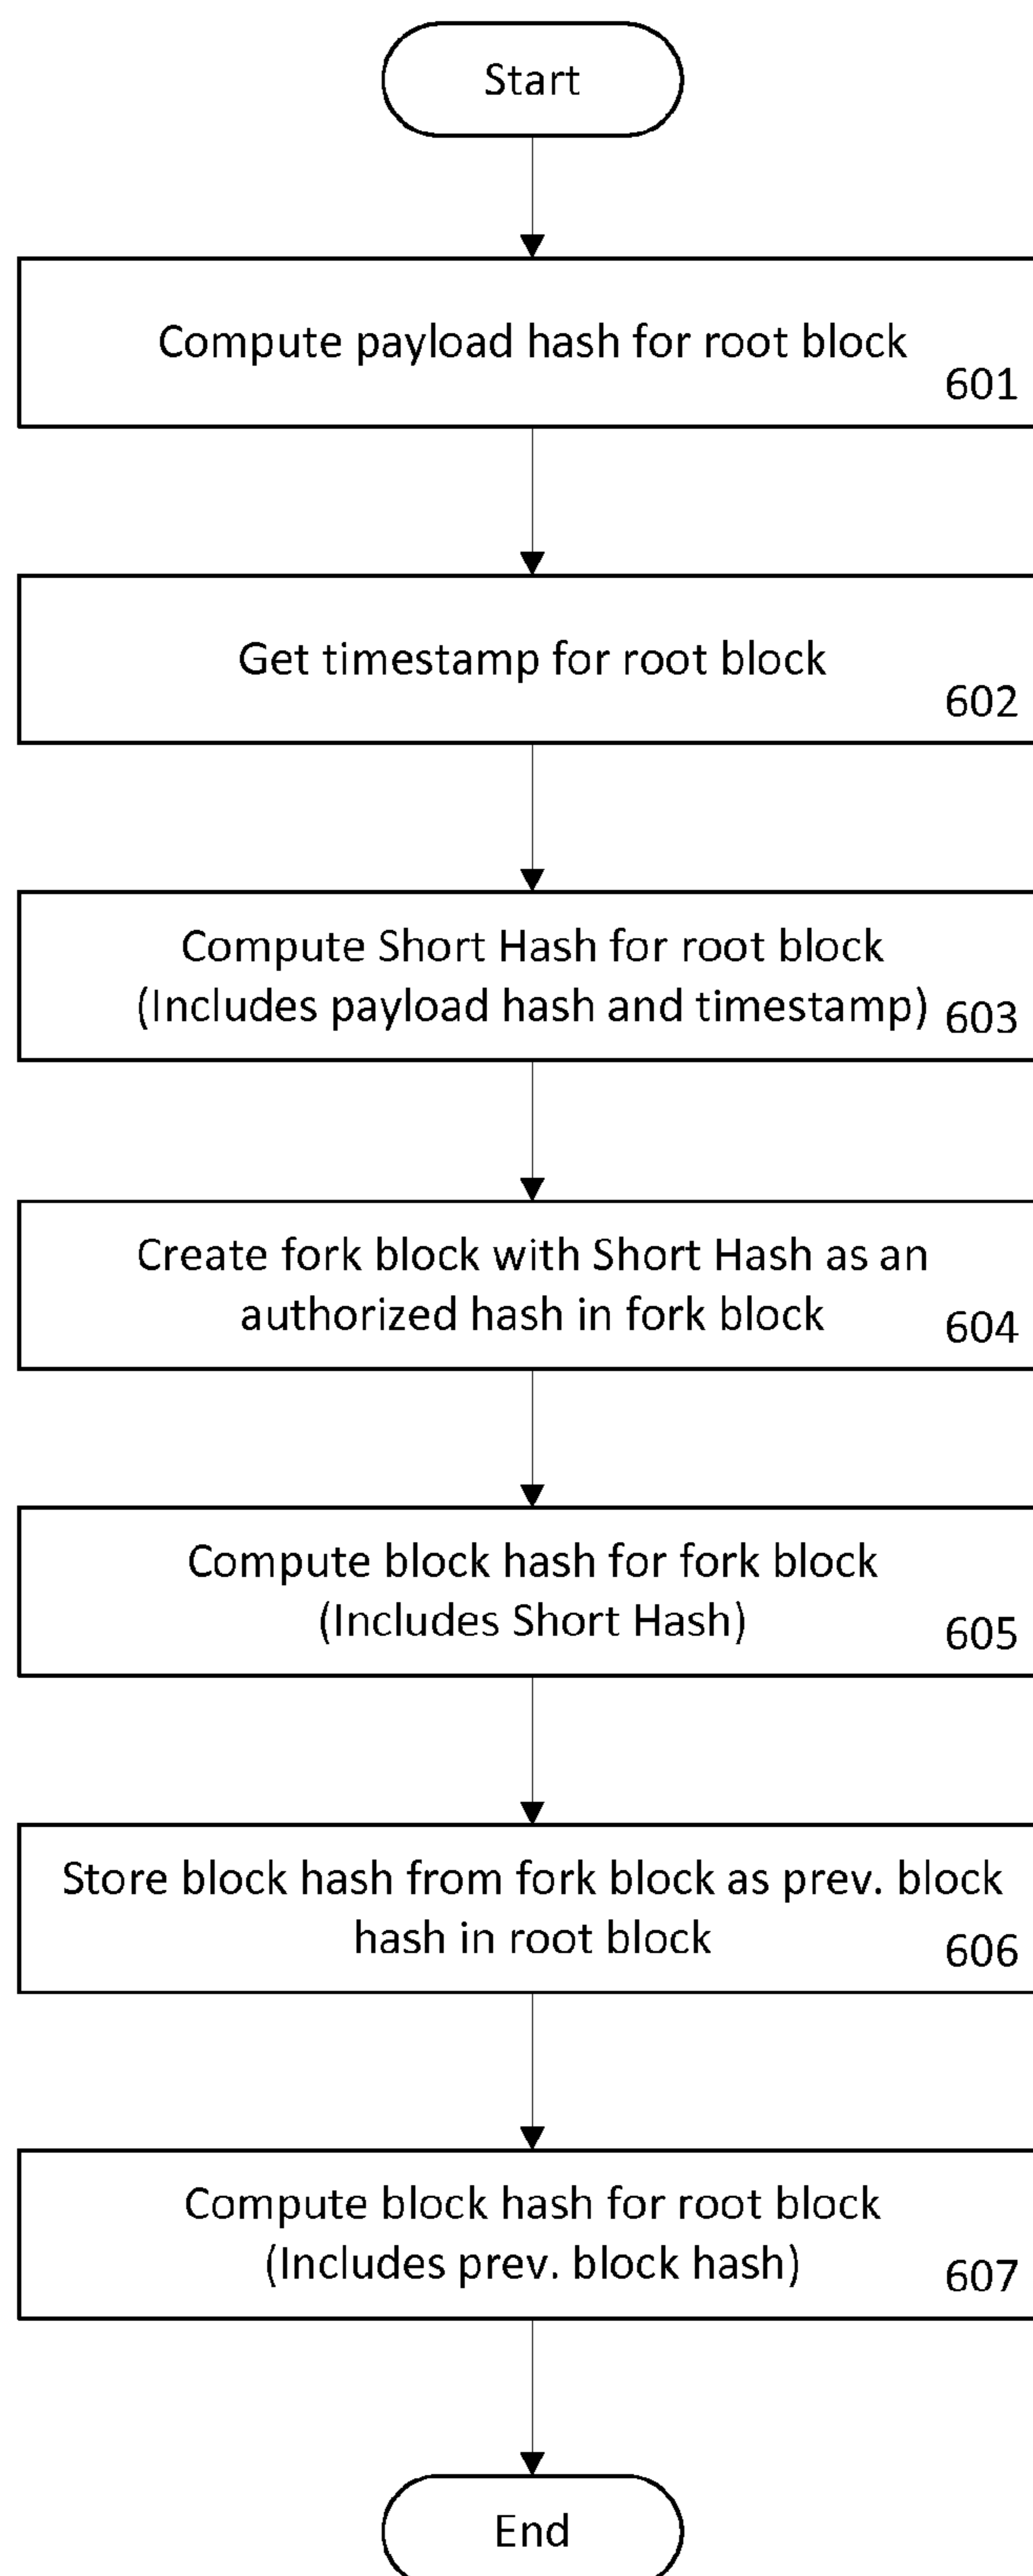 Start
Compute payload hash for root block
601
Get timestamp for root block
602
Compute Short Hash for root block
(Includes payload hash and timestamp)
603
Create fork block with Short Hash as an
authorized hash in fork block
604
Compute block hash for fork block
(Includes Short Hash)
605
Store block hash from fork block as prev. block
hash in root block
606
Compute block hash for root block
(Includes prev. block hash)
607
End